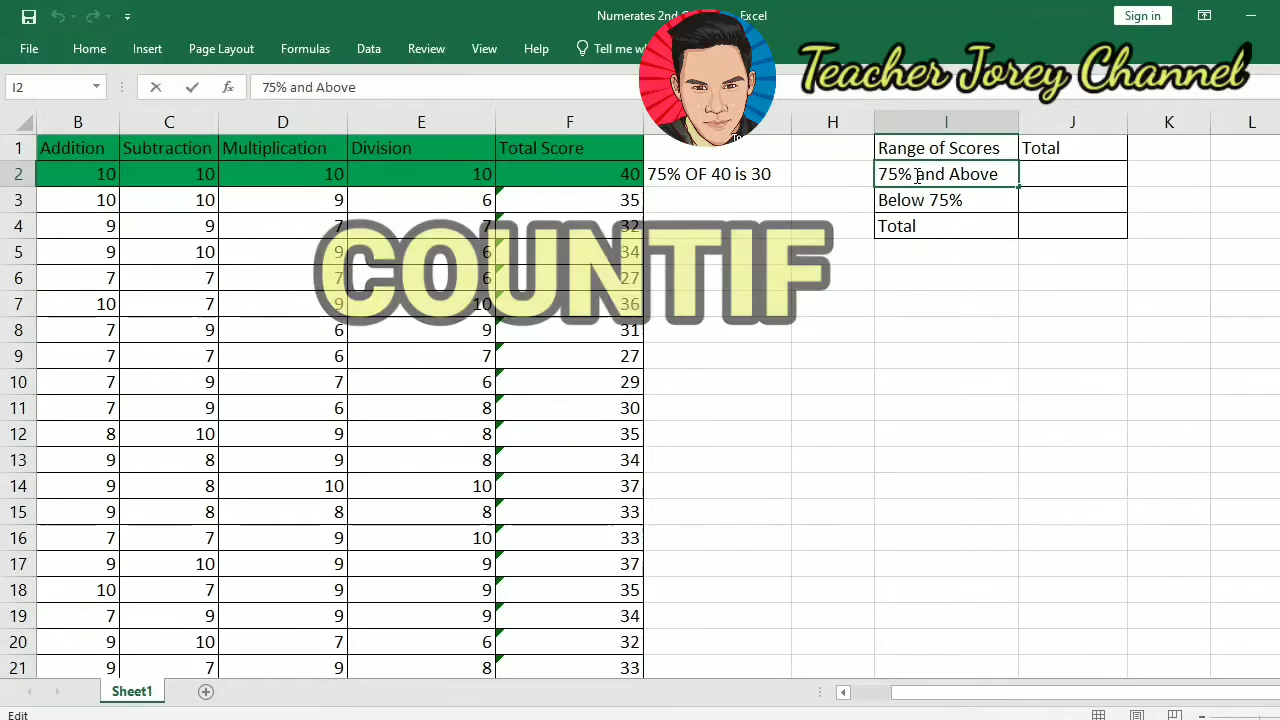 Numerates 2nd Excel
Sign in
File Home Insert Page Layout Formulas Data Review View Help Tell me
Teacher Jorey Channel
I2 fx 75% and Above
B C D E F H I J K L
1 Addition Subtraction Multiplication Division Total Score Range of Scores Total
2 10 10 10 10 40 75% OF 40 is 30 75% and Above
3 10 10 9 6 35 Below 75%
4 9 9 7 7 32 Total
5 9 10 9 6 34
6 7 7 7 6 27
COUNTIF
7 10 7 9 10 36
8 7 9 6 9 31
9 7 7 6 7 27
10 7 9 7 6 29
11 7 9 6 8 30
12 8 10 9 8 35
13 9 8 9 8 34
14 9 8 10 10 37
15 9 8 8 8 33
16 7 7 9 10 33
17 9 10 9 9 37
18 10 7 9 9 35
19 7 9 9 9 34
20 9 10 7 6 32
21 9 7 9 8 33
Sheet1
Edit